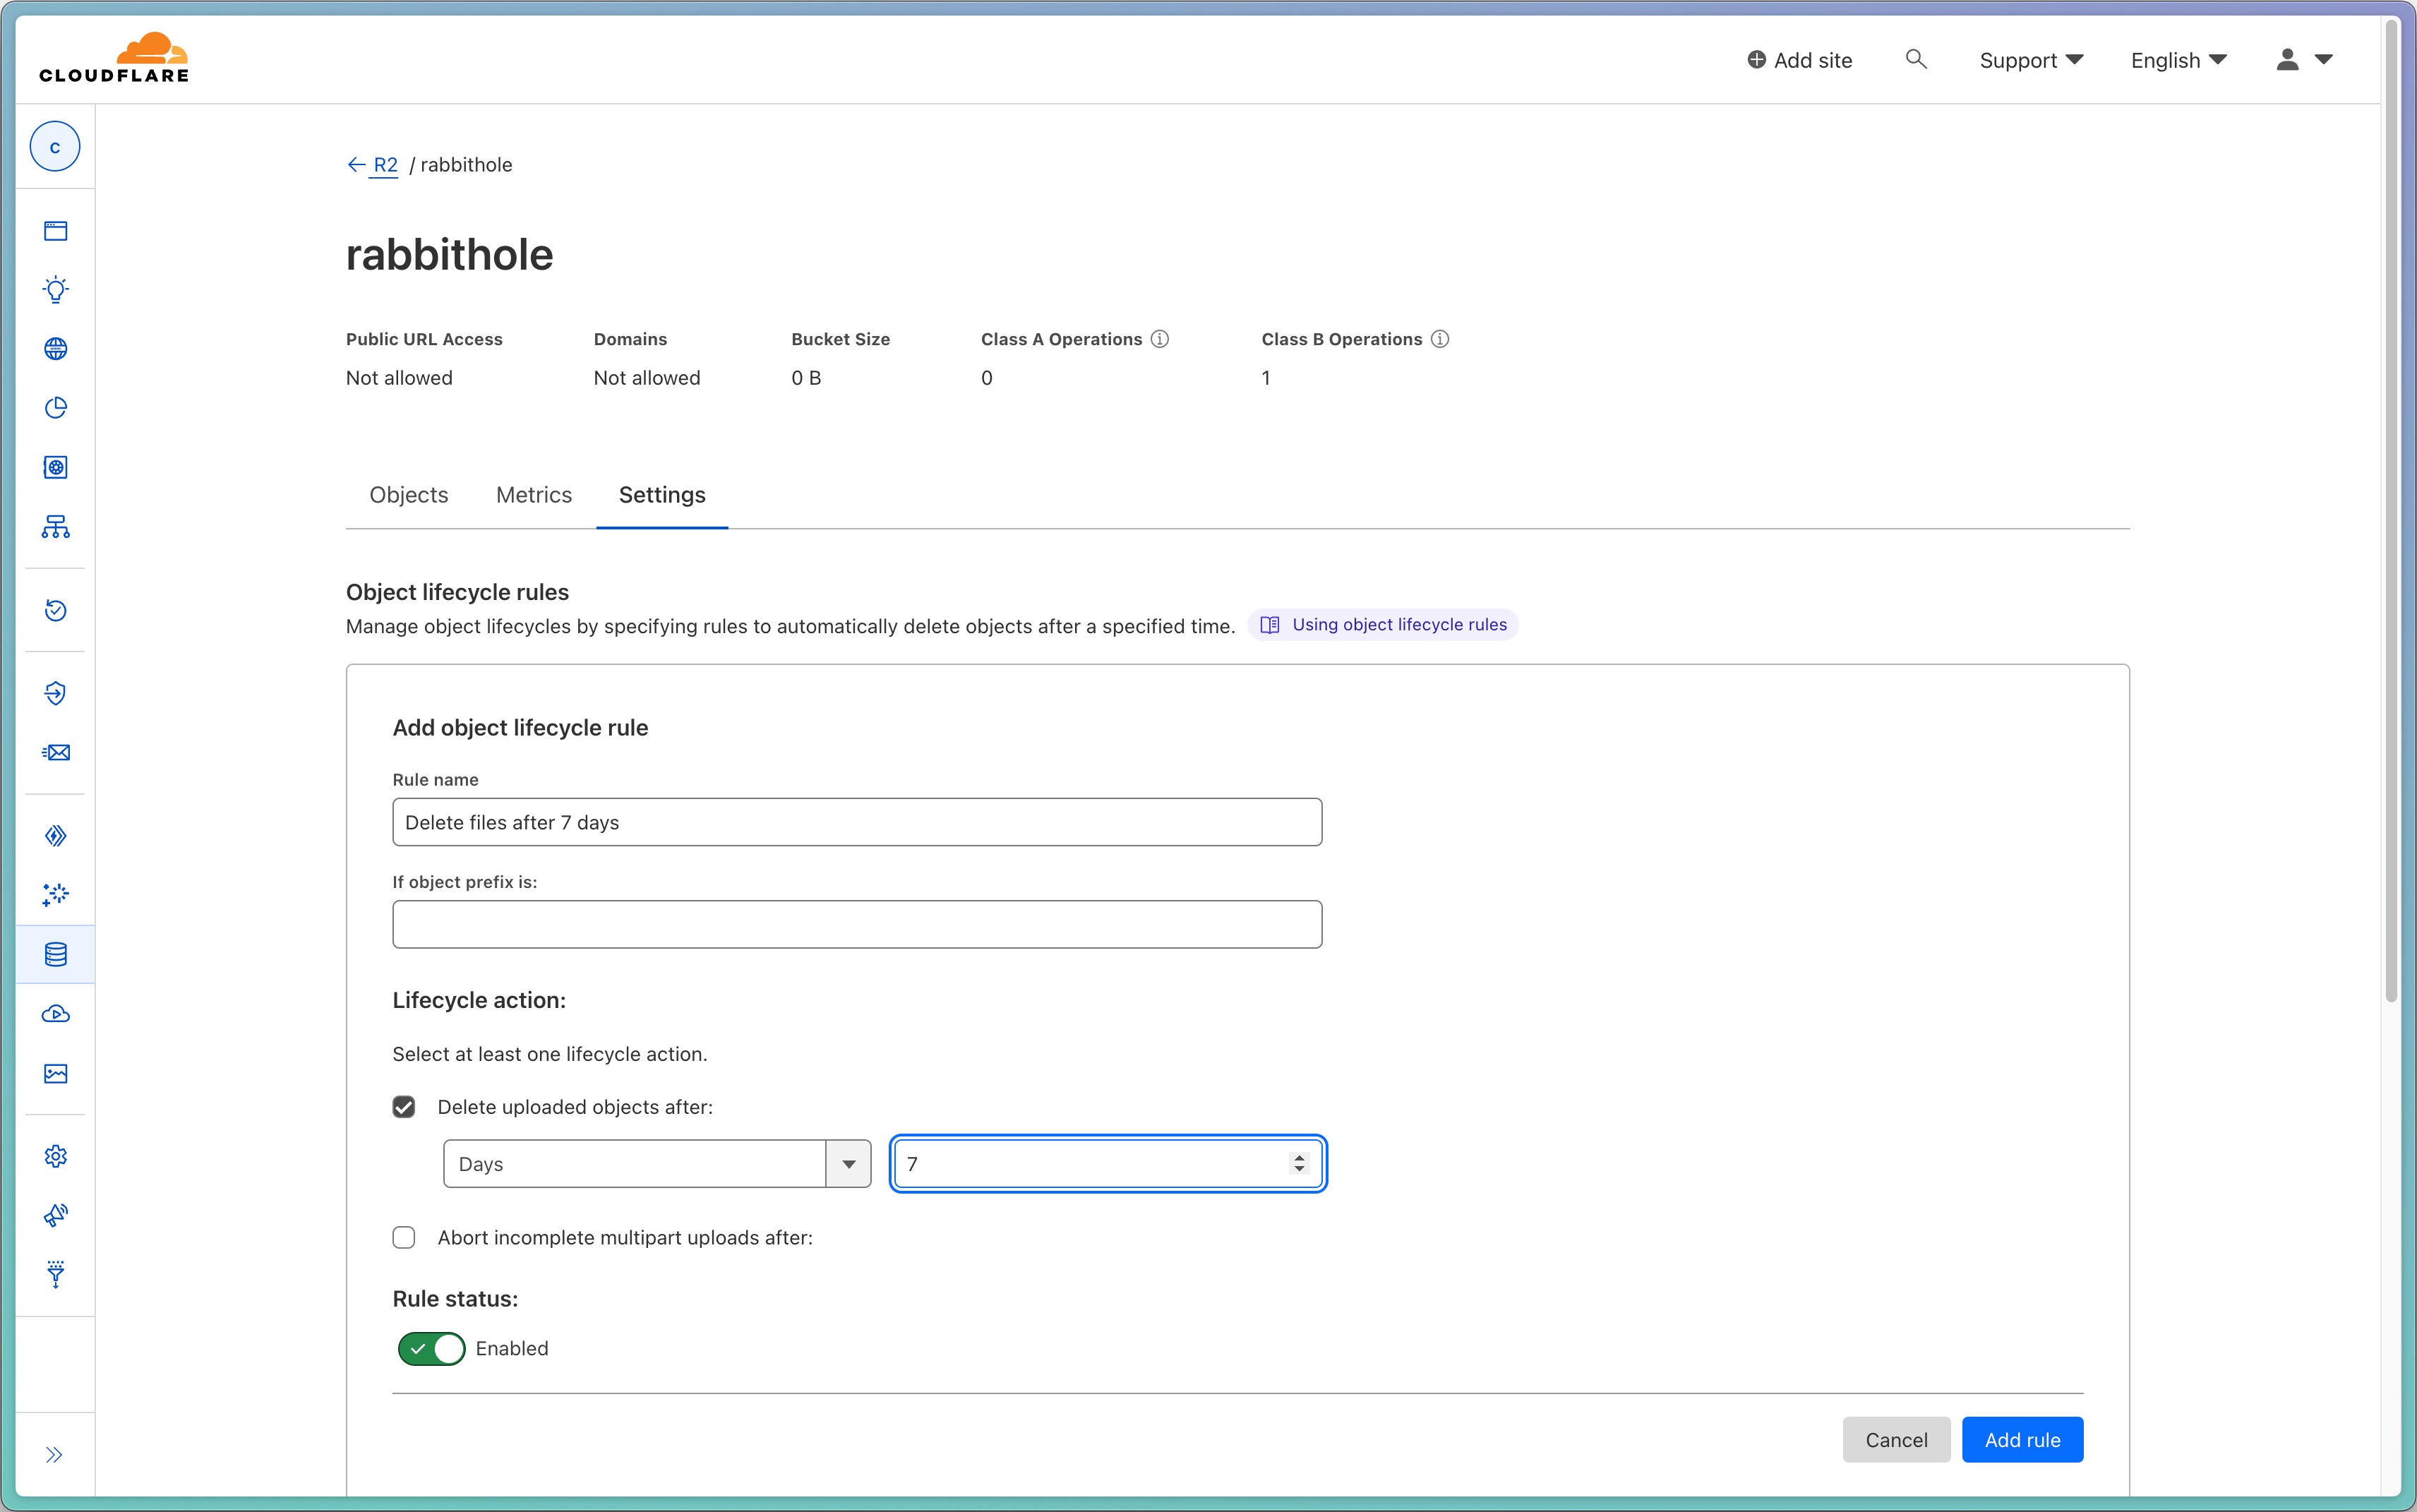 CLOUDFLARE
Add site
Support
English
C
R2 / rabbithole
rabbithole
Public URL Access
Domains
Bucket Size
Class A Operations
Class B Operations
Not allowed
Not allowed
0 B
0
1
Objects
Metrics
Settings
Object lifecycle rules
Manage object lifecycles by specifying rules to automatically delete objects after a specified time.
Using object lifecycle rules
Add object lifecycle rule
Rule name
Delete files after 7 days
If object prefix is:
Lifecycle action:
Select at least one lifecycle action.
Delete uploaded objects after:
Days
7
Abort incomplete multipart uploads after:
Rule status:
Enabled
Cancel
Add rule